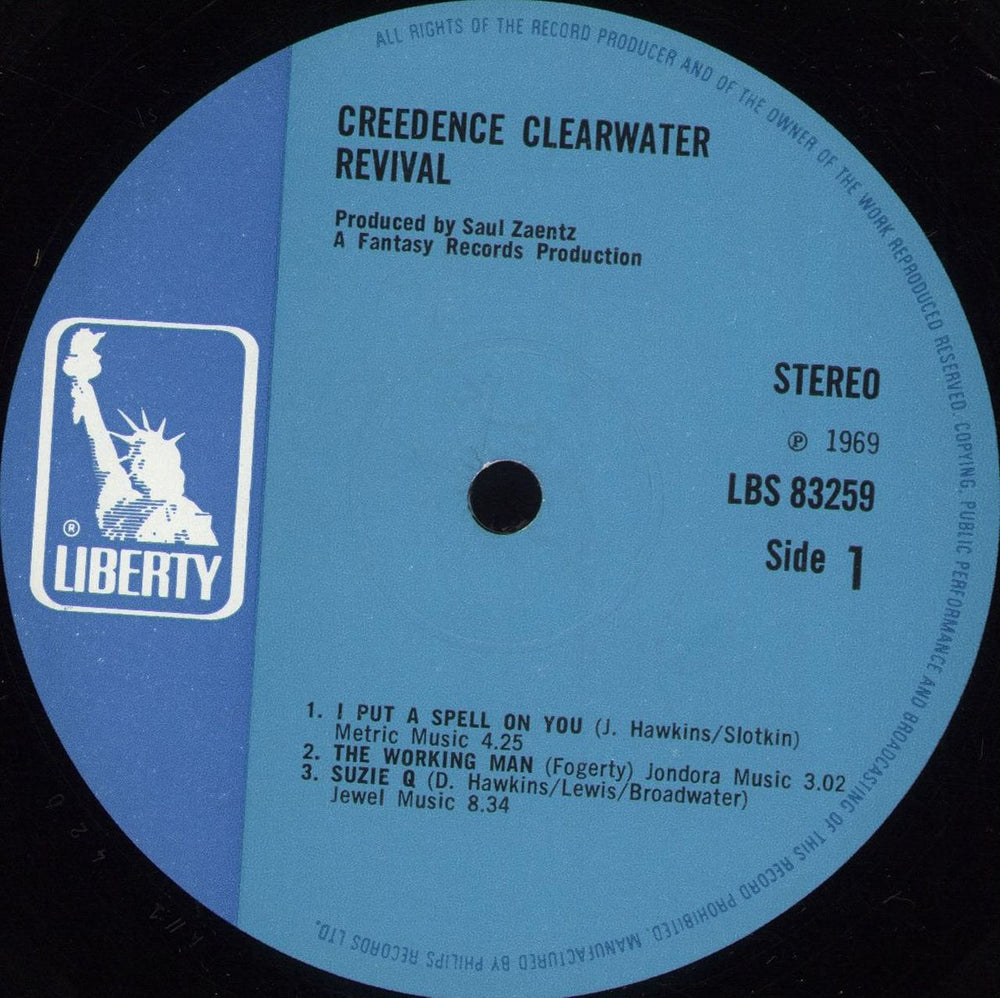 ALL RIGHTS OF THE RECORD PRODUCER AND OF THE OWNER OF THE WORK REPRODUCED RESERVED. COPYING, PUBLIC PERFORMANCE AND BROADCASTING OF THIS RECORD PROHIBITED. MANUFACTURED BY PHILIPS RECORDS LTD.
CREEDENCE CLEARWATER
REVIVAL
Produced by Saul Zaentz
A Fantasy Records Production
STEREO
℗ 1969
LBS 83259
Side 1
®
LIBERTY
1. I PUT A SPELL ON YOU (J. Hawkins/Slotkin)
Metric Music 4.25
2. THE WORKING MAN (Fogerty) Jondora Music 3.02
3. SUZIE Q (D. Hawkins/Lewis/Broadwater)
Jewel Music 8.34